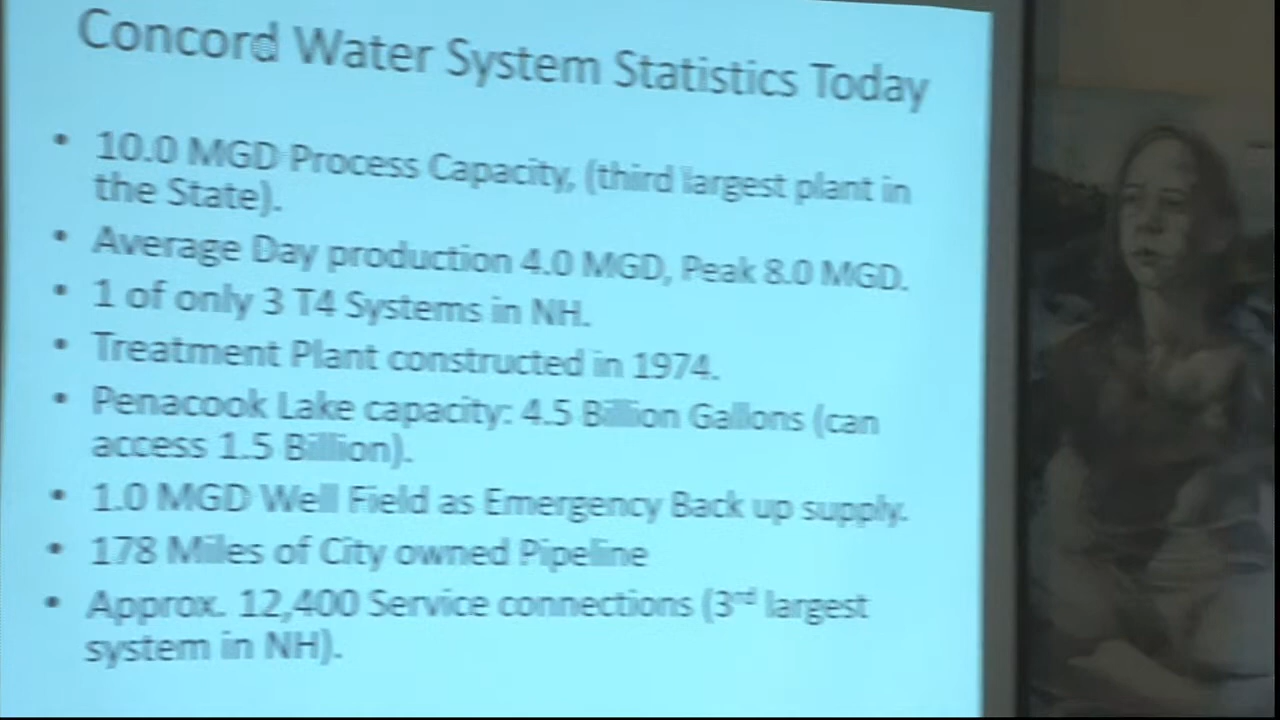 Concord Water System Statistics Today
• 10.0 MGD Process Capacity, (third largest plant in
the State).
• Average Day production 4.0 MGD, Peak 8.0 MGD.
• 1 of only 3 T4 Systems in NH.
• Treatment Plant constructed in 1974.
• Penacook Lake capacity: 4.5 Billion Gallons (can
access 1.5 Billion).
• 1.0 MGD Well Field as Emergency Back up supply.
• 178 Miles of City owned Pipeline
• Approx. 12,400 Service connections (3rd largest
system in NH).